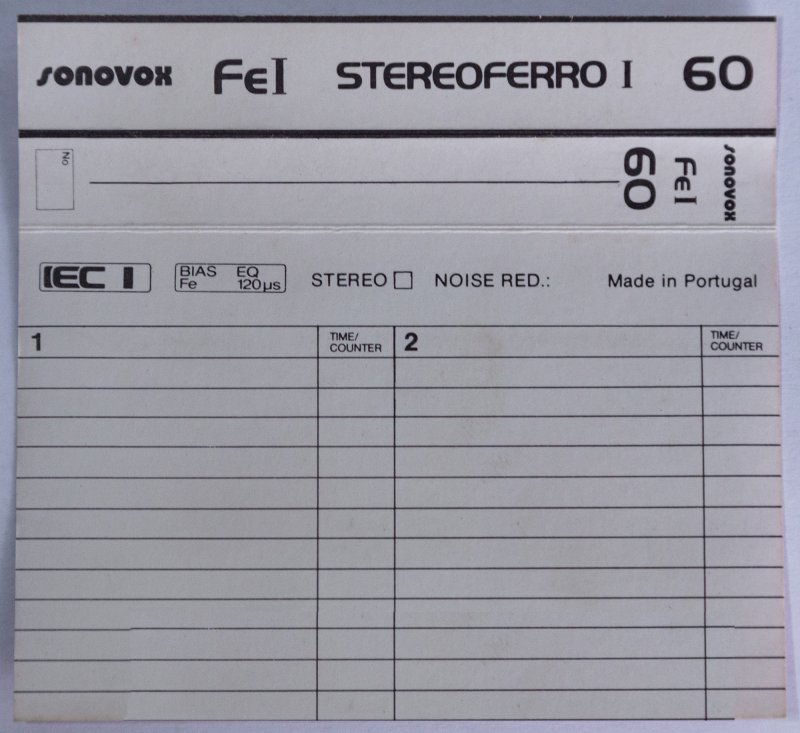 sonovox FeI STEREOFERRO I 60
No 60 FeI sonovox
IEC I BIAS EQ STEREO NOISE RED.: Made in Portugal
Fe 120µs
1 TIME/ 2 TIME/
COUNTER COUNTER